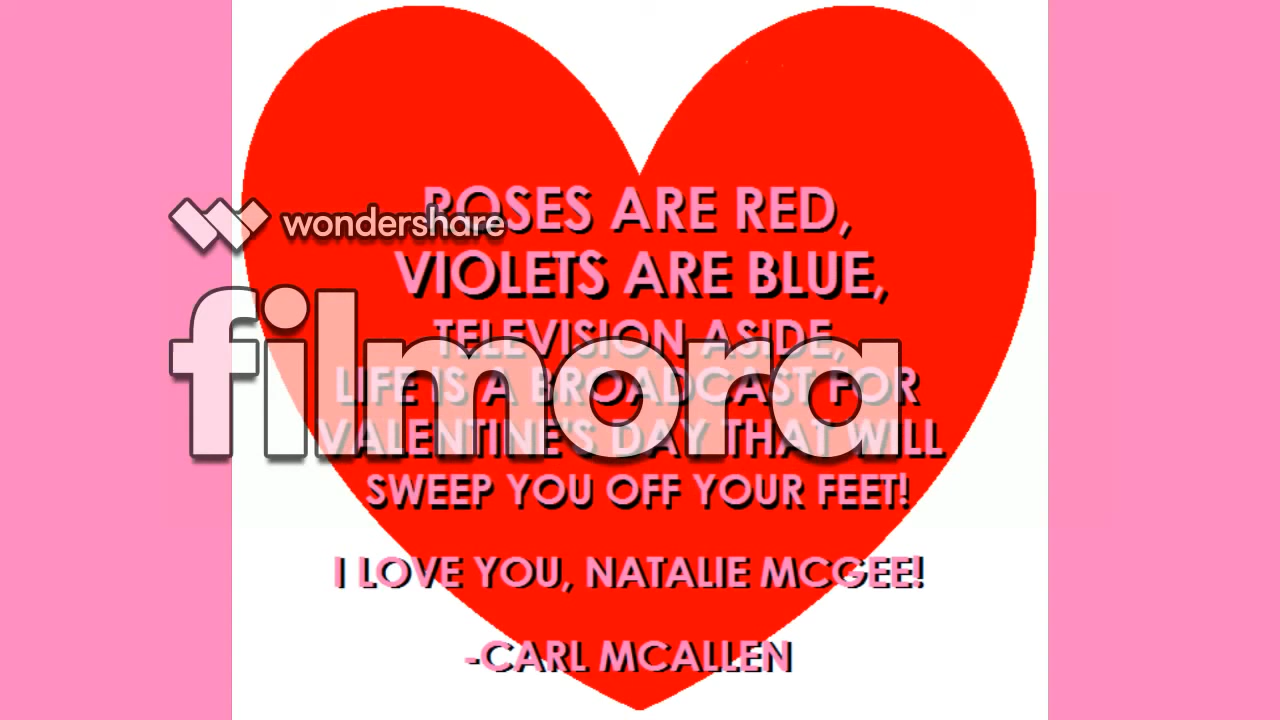 ROSES ARE RED,
wondershare
VIOLETS ARE BLUE,
filmora
TELEVISION ASIDE,
LIFE IS A BROADCAST FOR
VALENTINE'S DAY THAT WILL
SWEEP YOU OFF YOUR FEET!
I LOVE YOU, NATALIE MCGEE!
-CARL MCALLEN